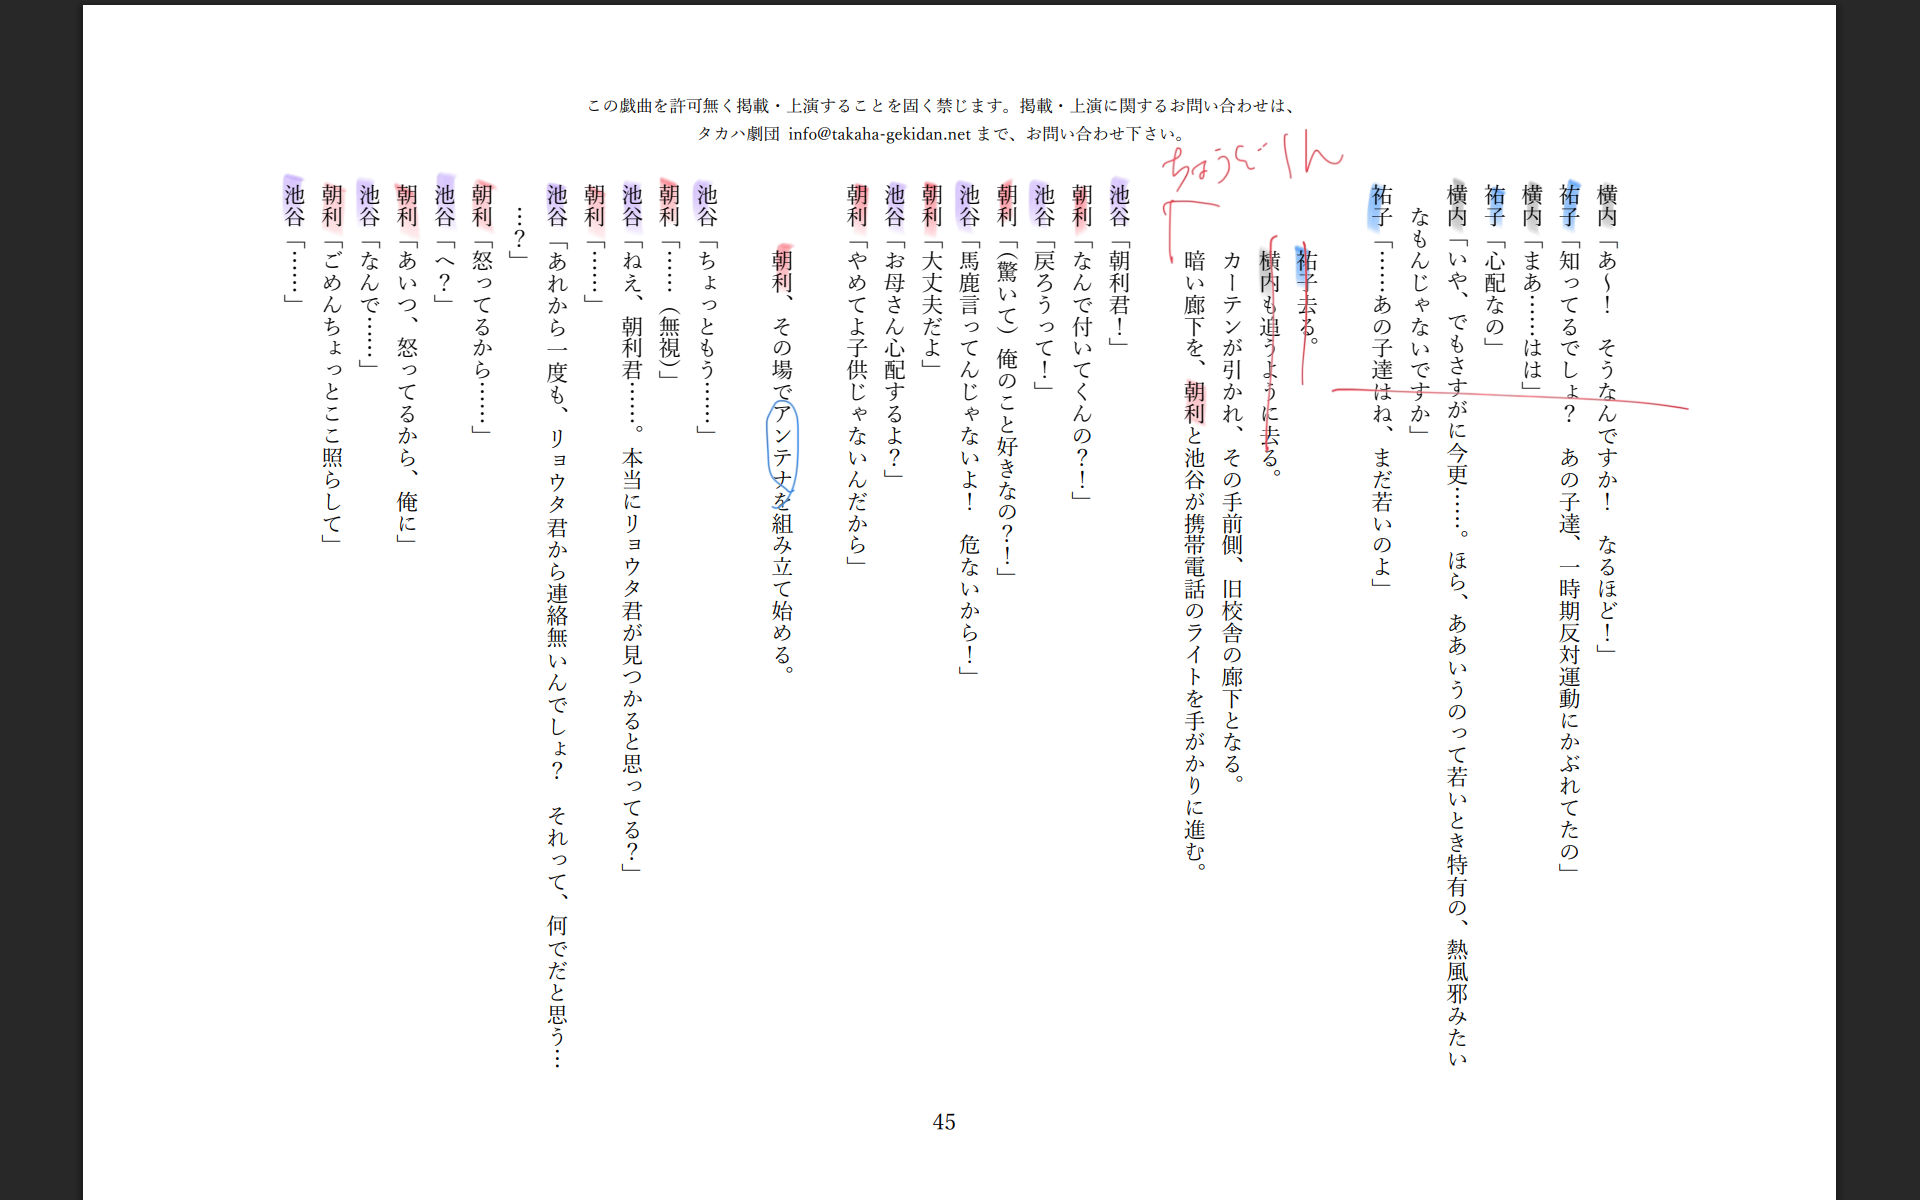 この戯曲を許可無く掲載・上演することを固く禁じます。掲載・上演に関するお問い合わせは、
タカハ劇団 info@takaha-gekidan.net まで、お問い合わせ下さい。
横内「あ～！　そうなんですか！　なるほど！」
祐子「知ってるでしょ？　あの子達、一時期反対運動にかぶれてたの」
横内「まあ……はは」
祐子「心配なの」
横内「いや、でもさすがに今更……。ほら、ああいうのって若いとき特有の、熱風邪みたい
なもんじゃないですか」
祐子「……あの子達はね、まだ若いのよ」
祐子去る。
横内も追うように去る。
カーテンが引かれ、その手前側、旧校舎の廊下となる。
暗い廊下を、朝利と池谷が携帯電話のライトを手がかりに進む。
池谷「朝利君！」
朝利「なんで付いてくんの？！」
池谷「戻ろうって！」
朝利「（驚いて）俺のこと好きなの？！」
池谷「馬鹿言ってんじゃないよ！　危ないから！」
朝利「大丈夫だよ」
池谷「お母さん心配するよ？」
朝利「やめてよ子供じゃないんだから」
朝利、その場でアンテナを組み立て始める。
池谷「ちょっともう……」
朝利「……（無視）」
池谷「ねえ、朝利君……。本当にリョウタ君が見つかると思ってる？」
朝利「……」
池谷「あれから一度も、リョウタ君から連絡無いんでしょ？　それって、何でだと思う…
…？」
朝利「怒ってるから……」
池谷「へ？」
朝利「あいつ、怒ってるから、俺に」
池谷「なんで……」
朝利「ごめんちょっとここ照らして」
池谷「……」
45